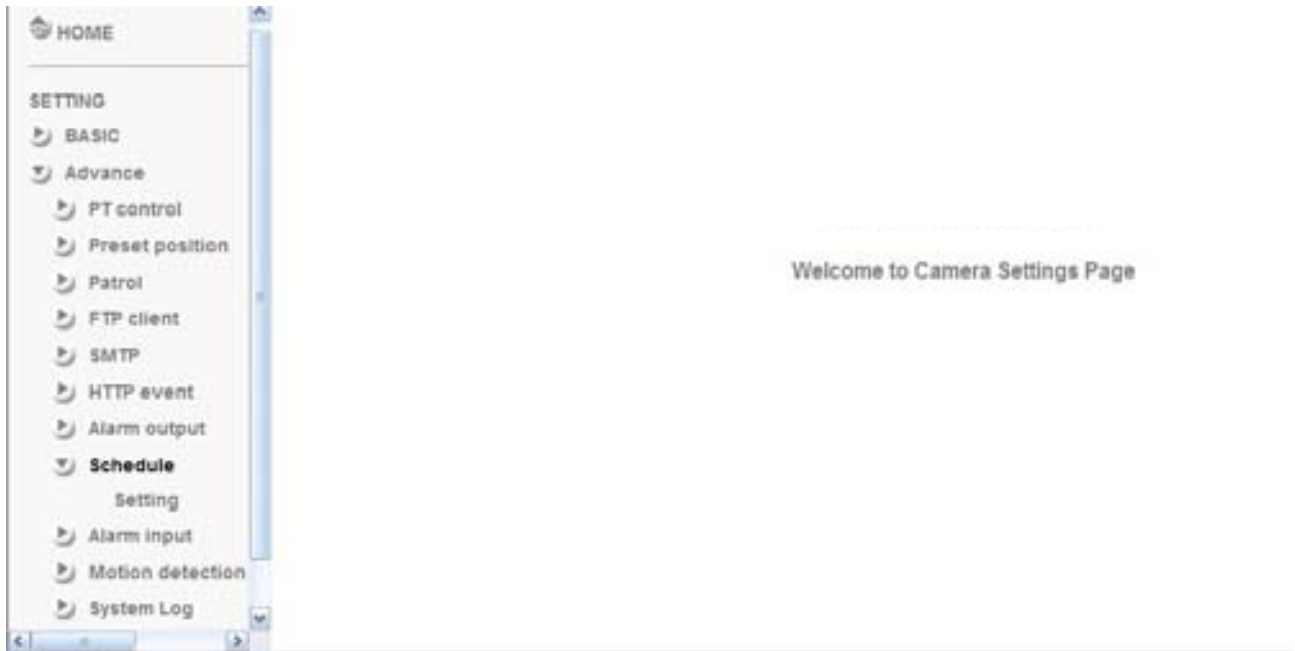 HOME
SETTING
BASIC
Advance
PT control
Preset position
Patrol
FTP client
SMTP
HTTP event
Alarm output
Schedule
Setting
Alarm input
Motion detection
System Log
Welcome to Camera Settings Page